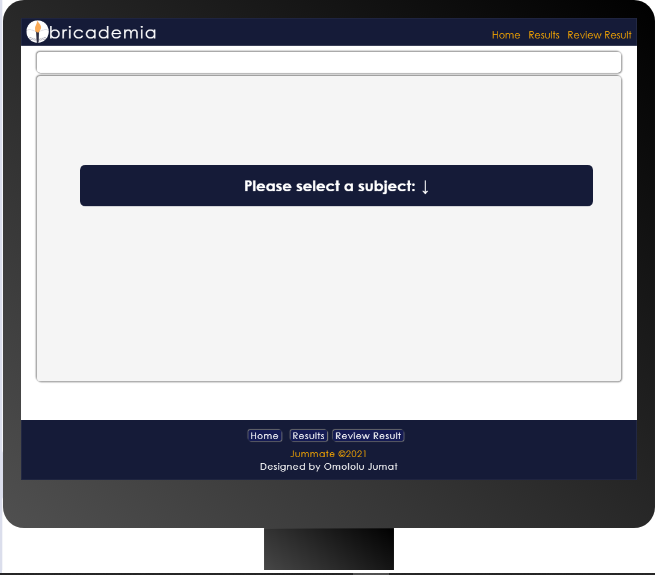 bricademia
Home Results Review Result
Please select a subject: ↓
Home Results Review Result
Jummate ©2021
Designed by Omololu Jumat